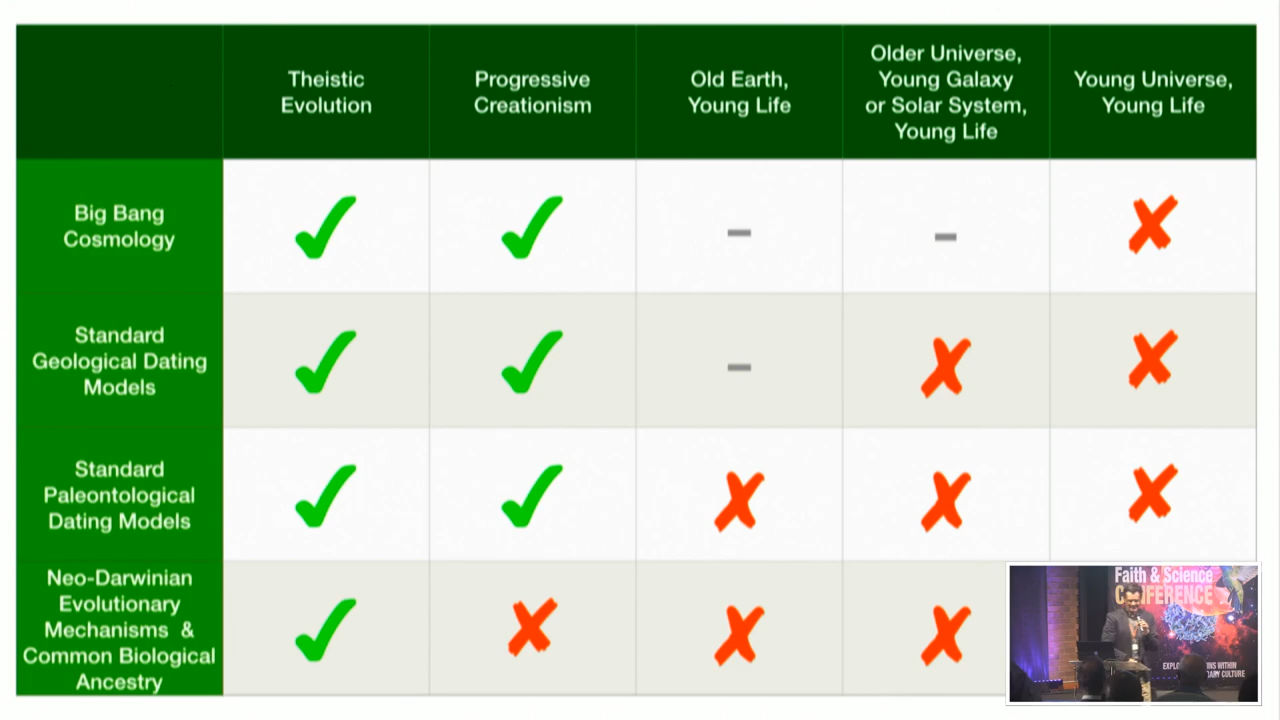 Theistic
Evolution
Progressive
Creationism
Old Earth,
Young Life
Older Universe,
Young Galaxy
or Solar System,
Young Life
Young Universe,
Young Life
Big Bang
Cosmology
Standard
Geological Dating
Models
Standard
Paleontological
Dating Models
Neo-Darwinian
Evolutionary
Mechanisms &
Common Biological
Ancestry
Faith & Science
CONFERENCE